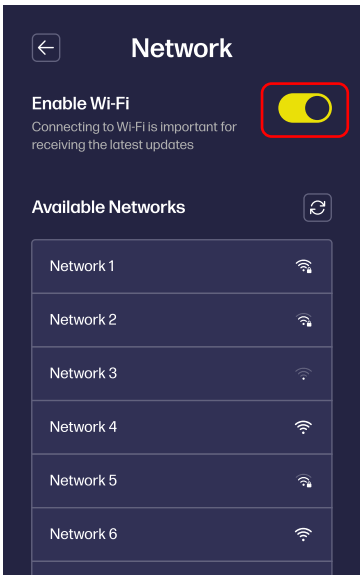 Network
Enable Wi-Fi
Connecting to Wi-Fi is important for
receiving the latest updates
Available Networks
Network 1
Network 2
Network 3
Network 4
Network 5
Network 6